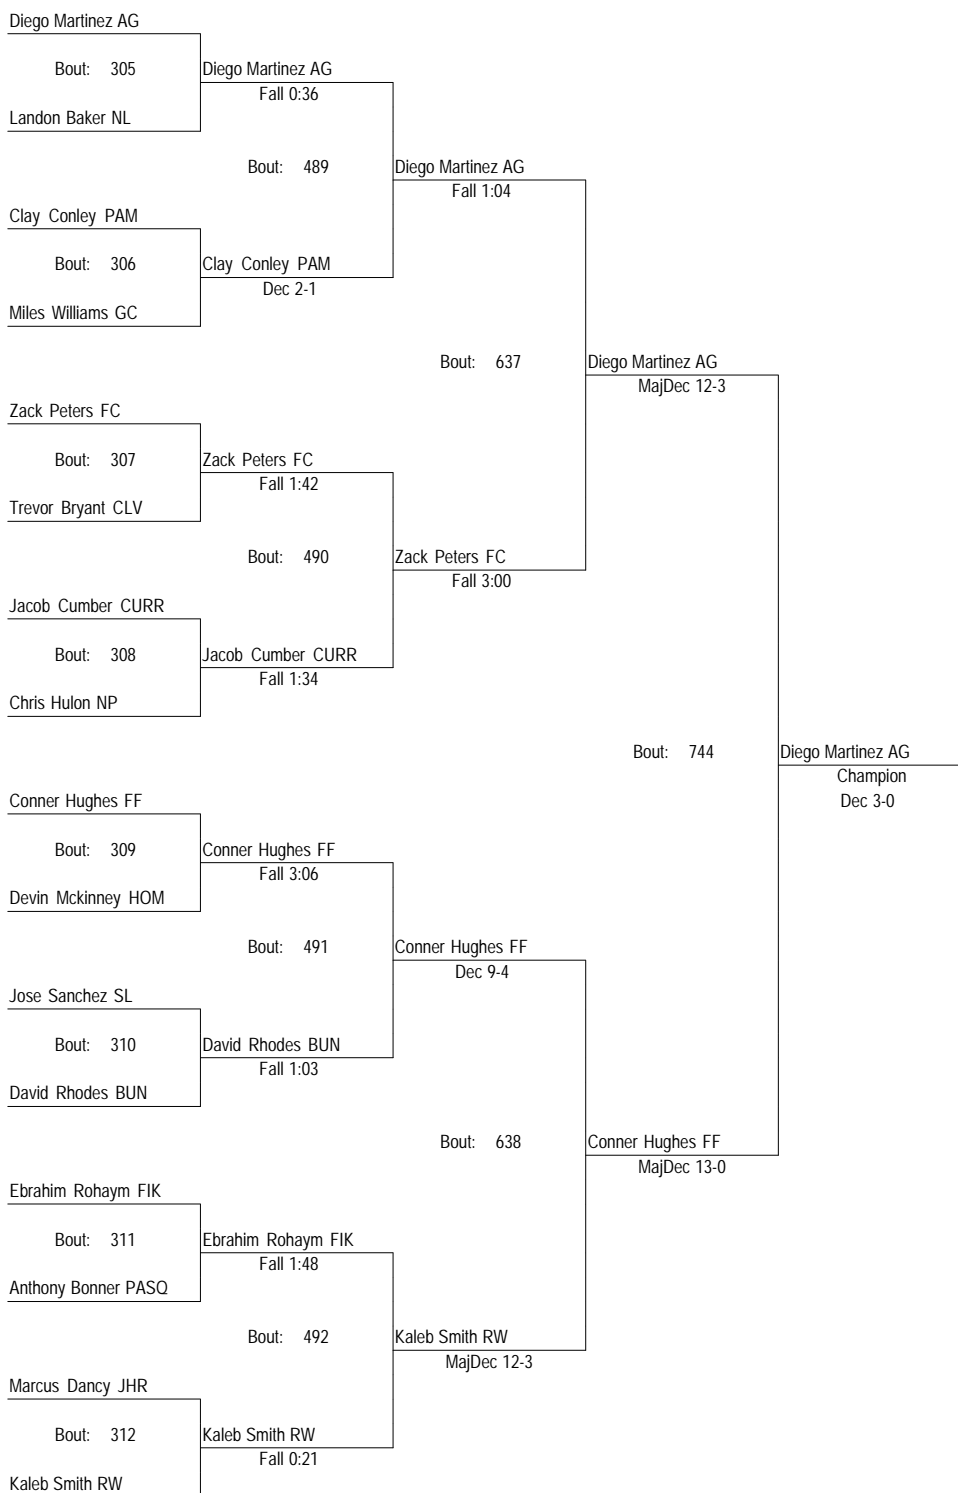 Diego Martinez AG
Bout: 305
Diego Martinez AG
Fall 0:36
Landon Baker NL
Bout: 489
Diego Martinez AG
Fall 1:04
Clay Conley PAM
Bout: 306
Clay Conley PAM
Dec 2-1
Miles Williams GC
Bout: 637
Diego Martinez AG
MajDec 12-3
Zack Peters FC
Bout: 307
Zack Peters FC
Fall 1:42
Trevor Bryant CLV
Bout: 490
Zack Peters FC
Fall 3:00
Jacob Cumber CURR
Bout: 308
Jacob Cumber CURR
Fall 1:34
Chris Hulon NP
Bout: 744
Diego Martinez AG
Champion
Dec 3-0
Conner Hughes FF
Bout: 309
Conner Hughes FF
Fall 3:06
Devin Mckinney HOM
Bout: 491
Conner Hughes FF
Dec 9-4
Jose Sanchez SL
Bout: 310
David Rhodes BUN
Fall 1:03
David Rhodes BUN
Bout: 638
Conner Hughes FF
MajDec 13-0
Ebrahim Rohaym FIK
Bout: 311
Ebrahim Rohaym FIK
Fall 1:48
Anthony Bonner PASQ
Bout: 492
Kaleb Smith RW
MajDec 12-3
Marcus Dancy JHR
Bout: 312
Kaleb Smith RW
Fall 0:21
Kaleb Smith RW